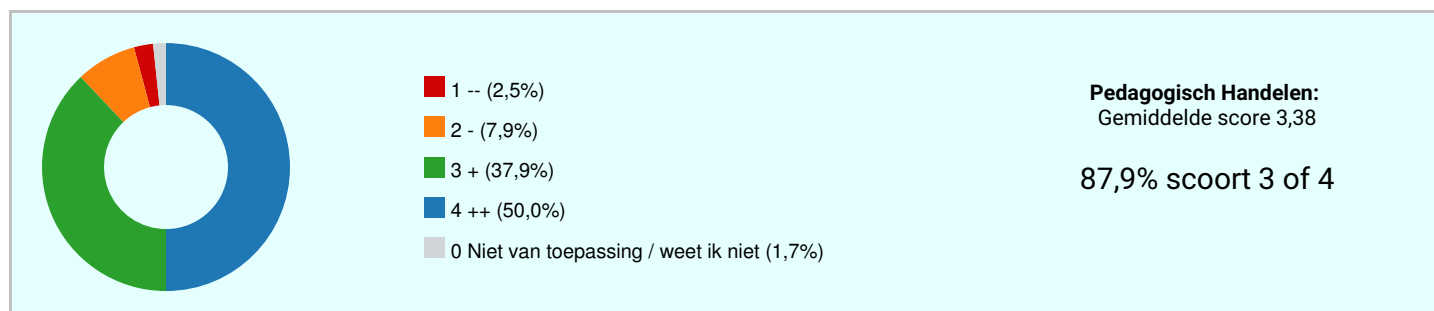 1 -- (2,5%)
2 - (7,9%)
3 + (37,9%)
4 ++ (50,0%)
0 Niet van toepassing / weet ik niet (1,7%)
Pedagogisch Handelen:
Gemiddelde score 3,38
87,9% scoort 3 of 4